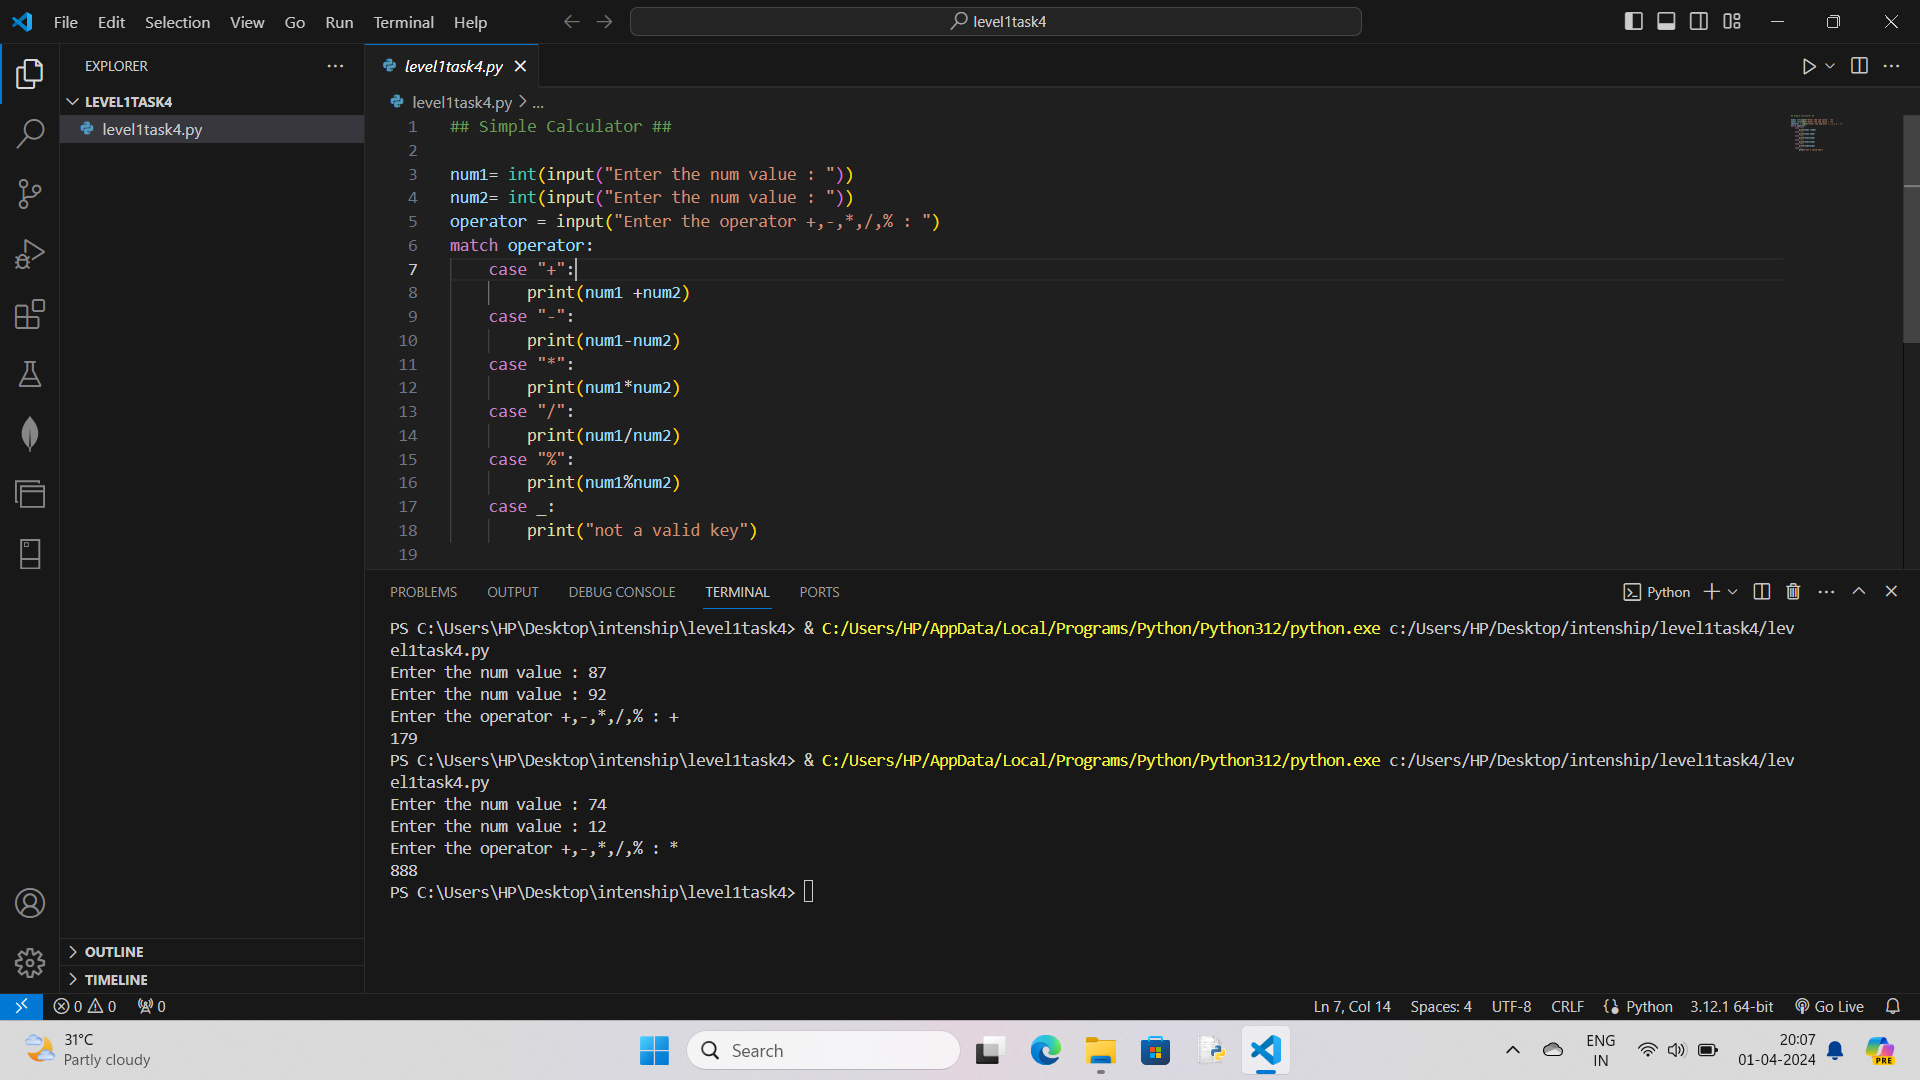 File Edit Selection View Go Run Terminal Help
level1task4
EXPLORER
LEVEL1TASK4
level1task4.py
OUTLINE
TIMELINE
level1task4.py
level1task4.py > ...
1 ## Simple Calculator ##
2
3 num1= int(input("Enter the num value : "))
4 num2= int(input("Enter the num value : "))
5 operator = input("Enter the operator +,-,*,/,% : ")
6 match operator:
7 case "+":
8 print(num1 +num2)
9 case "-":
10 print(num1-num2)
11 case "*":
12 print(num1*num2)
13 case "/":
14 print(num1/num2)
15 case "%":
16 print(num1%num2)
17 case _:
18 print("not a valid key")
19
PROBLEMS OUTPUT DEBUG CONSOLE TERMINAL PORTS
Python
PS C:\Users\HP\Desktop\intenship\level1task4> & C:/Users/HP/AppData/Local/Programs/Python/Python312/python.exe c:/Users/HP/Desktop/intenship/level1task4/lev
el1task4.py
Enter the num value : 87
Enter the num value : 92
Enter the operator +,-,*,/,% : +
179
PS C:\Users\HP\Desktop\intenship\level1task4> & C:/Users/HP/AppData/Local/Programs/Python/Python312/python.exe c:/Users/HP/Desktop/intenship/level1task4/lev
el1task4.py
Enter the num value : 74
Enter the num value : 12
Enter the operator +,-,*,/,% : *
888
PS C:\Users\HP\Desktop\intenship\level1task4>
0 0 0
Ln 7, Col 14 Spaces: 4 UTF-8 CRLF Python 3.12.1 64-bit Go Live
31°C
Partly cloudy
Search
ENG
IN
20:07
01-04-2024
PRE